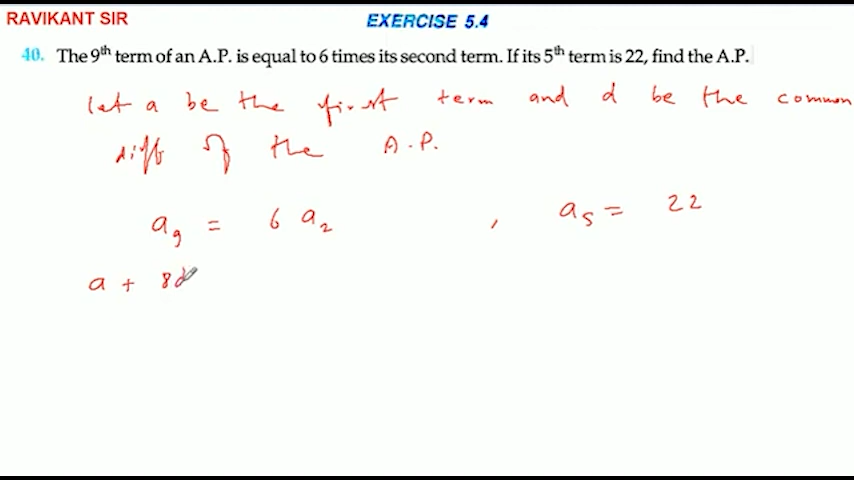 RAVIKANT SIR
EXERCISE 5.4
40. The 9th term of an A.P. is equal to 6 times its second term. If its 5th term is 22, find the A.P.
let a be the first term and d be the common
diff of the A.P.
a₉ = 6 a₂ , a₅ = 22
a + 8d